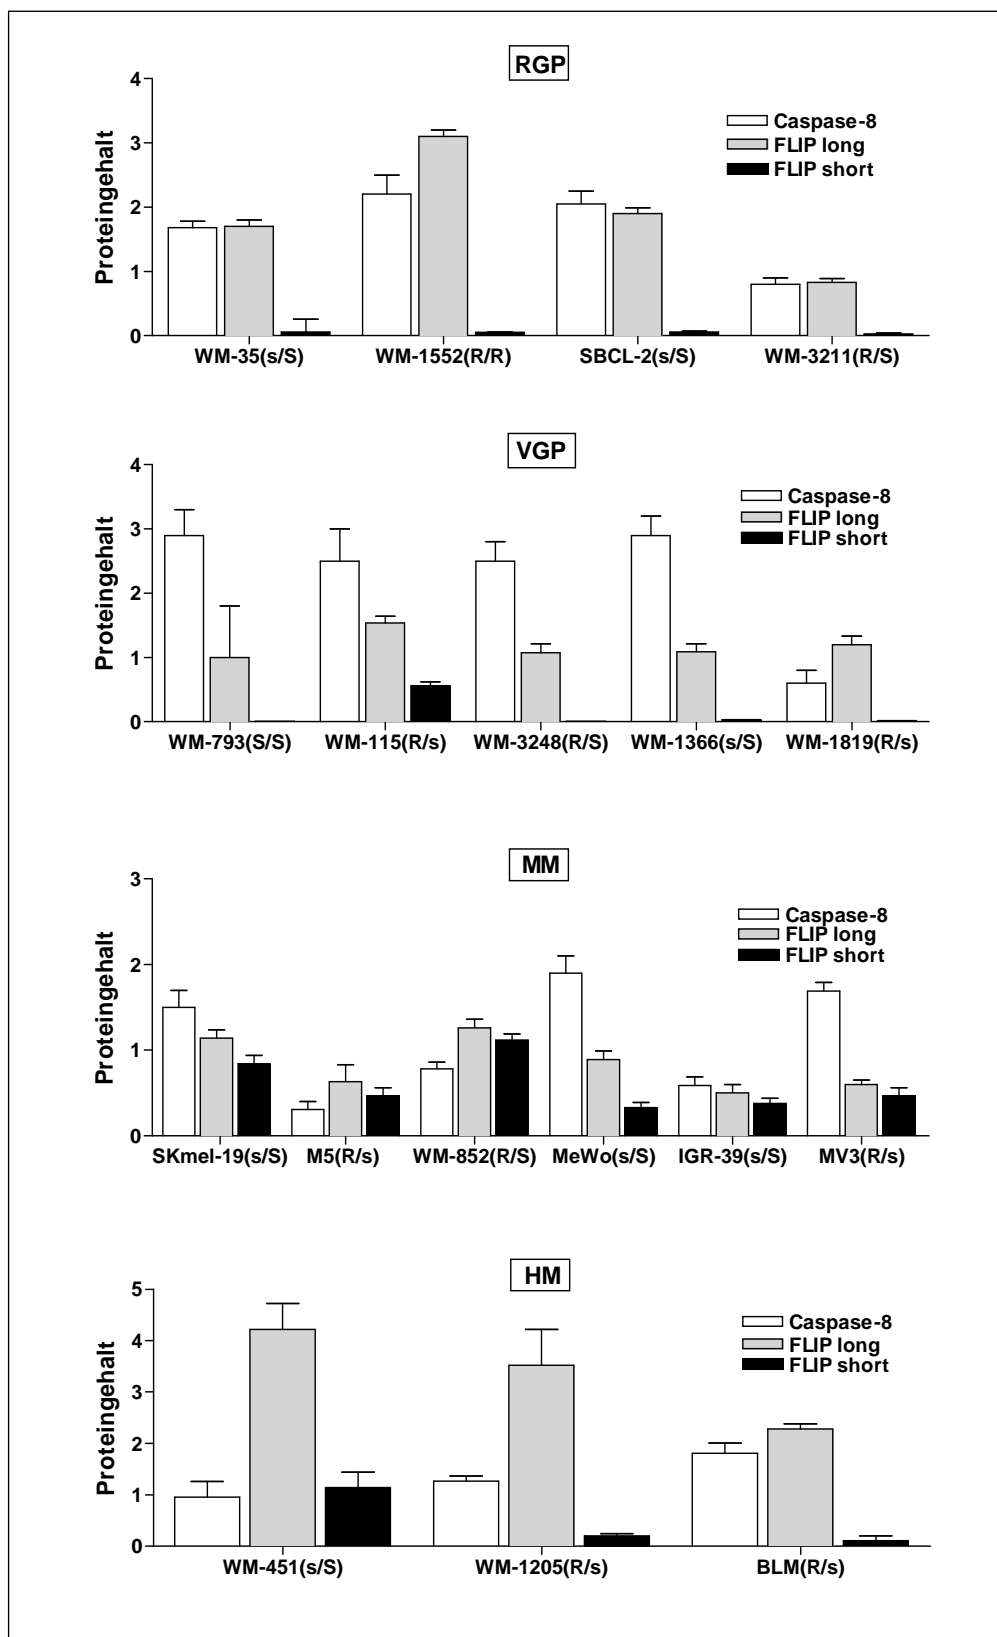 RGP
Proteingehalt
4
3
2
1
0
Caspase-8
FLIP long
FLIP short
WM-35(s/S) WM-1552(R/R) SBCL-2(s/S) WM-3211(R/S)
VGP
Proteingehalt
4
3
2
1
0
Caspase-8
FLIP long
FLIP short
WM-793(S/S) WM-115(R/s) WM-3248(R/S) WM-1366(s/S) WM-1819(R/s)
MM
Proteingehalt
3
2
1
0
Caspase-8
FLIP long
FLIP short
SKmel-19(s/S) M5(R/s) WM-852(R/S) MeWo(s/S) IGR-39(s/S) MV3(R/s)
HM
Proteingehalt
5
4
3
2
1
0
Caspase-8
FLIP long
FLIP short
WM-451(s/S) WM-1205(R/s) BLM(R/s)